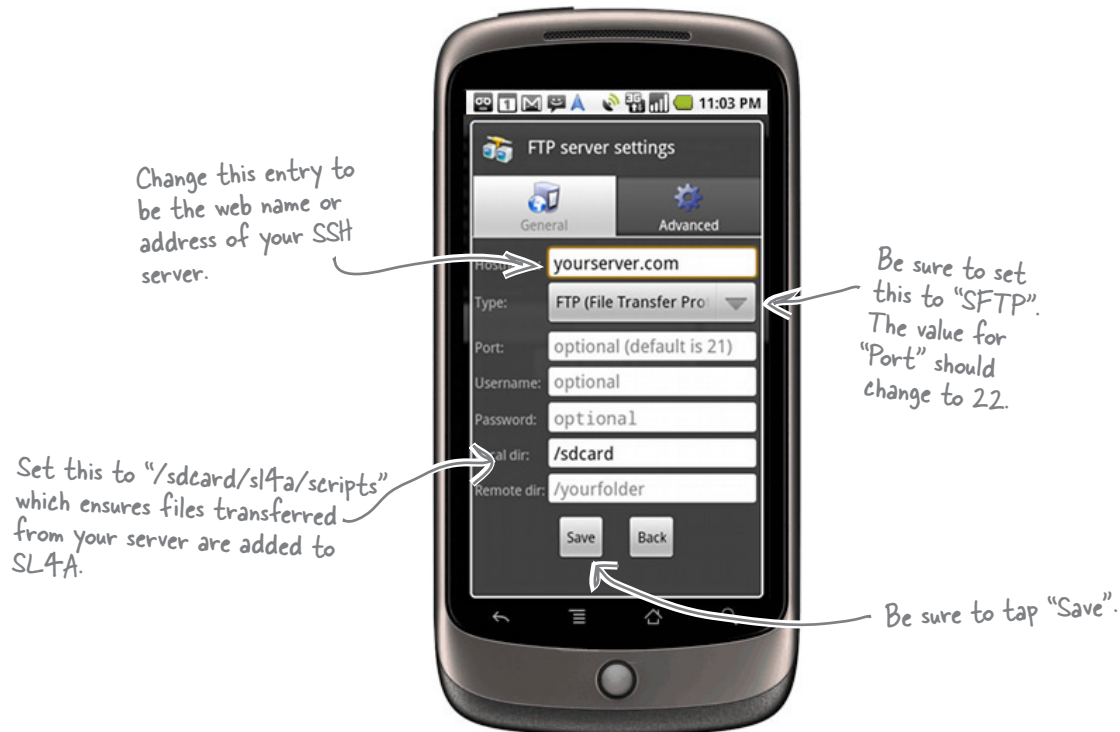 Change this entry to
be the web name or
address of your SSH
server.
Set this to “/sdcard/sl4a/scripts”
which ensures files transferred
from your server are added to
SL4A.
1
3G
11:03 PM
FTP server settings
General
Advanced
yourserver.com
Type:
FTP (File Transfer Pro
Port:
optional (default is 21)
Username:
optional
Password:
optional
dir:
/sdcard
Remote dir:
/yourfolder
Save
Back
Be sure to set
this to “SFTP”.
The value for
“Port” should
change to 22.
Be sure to tap “Save”.